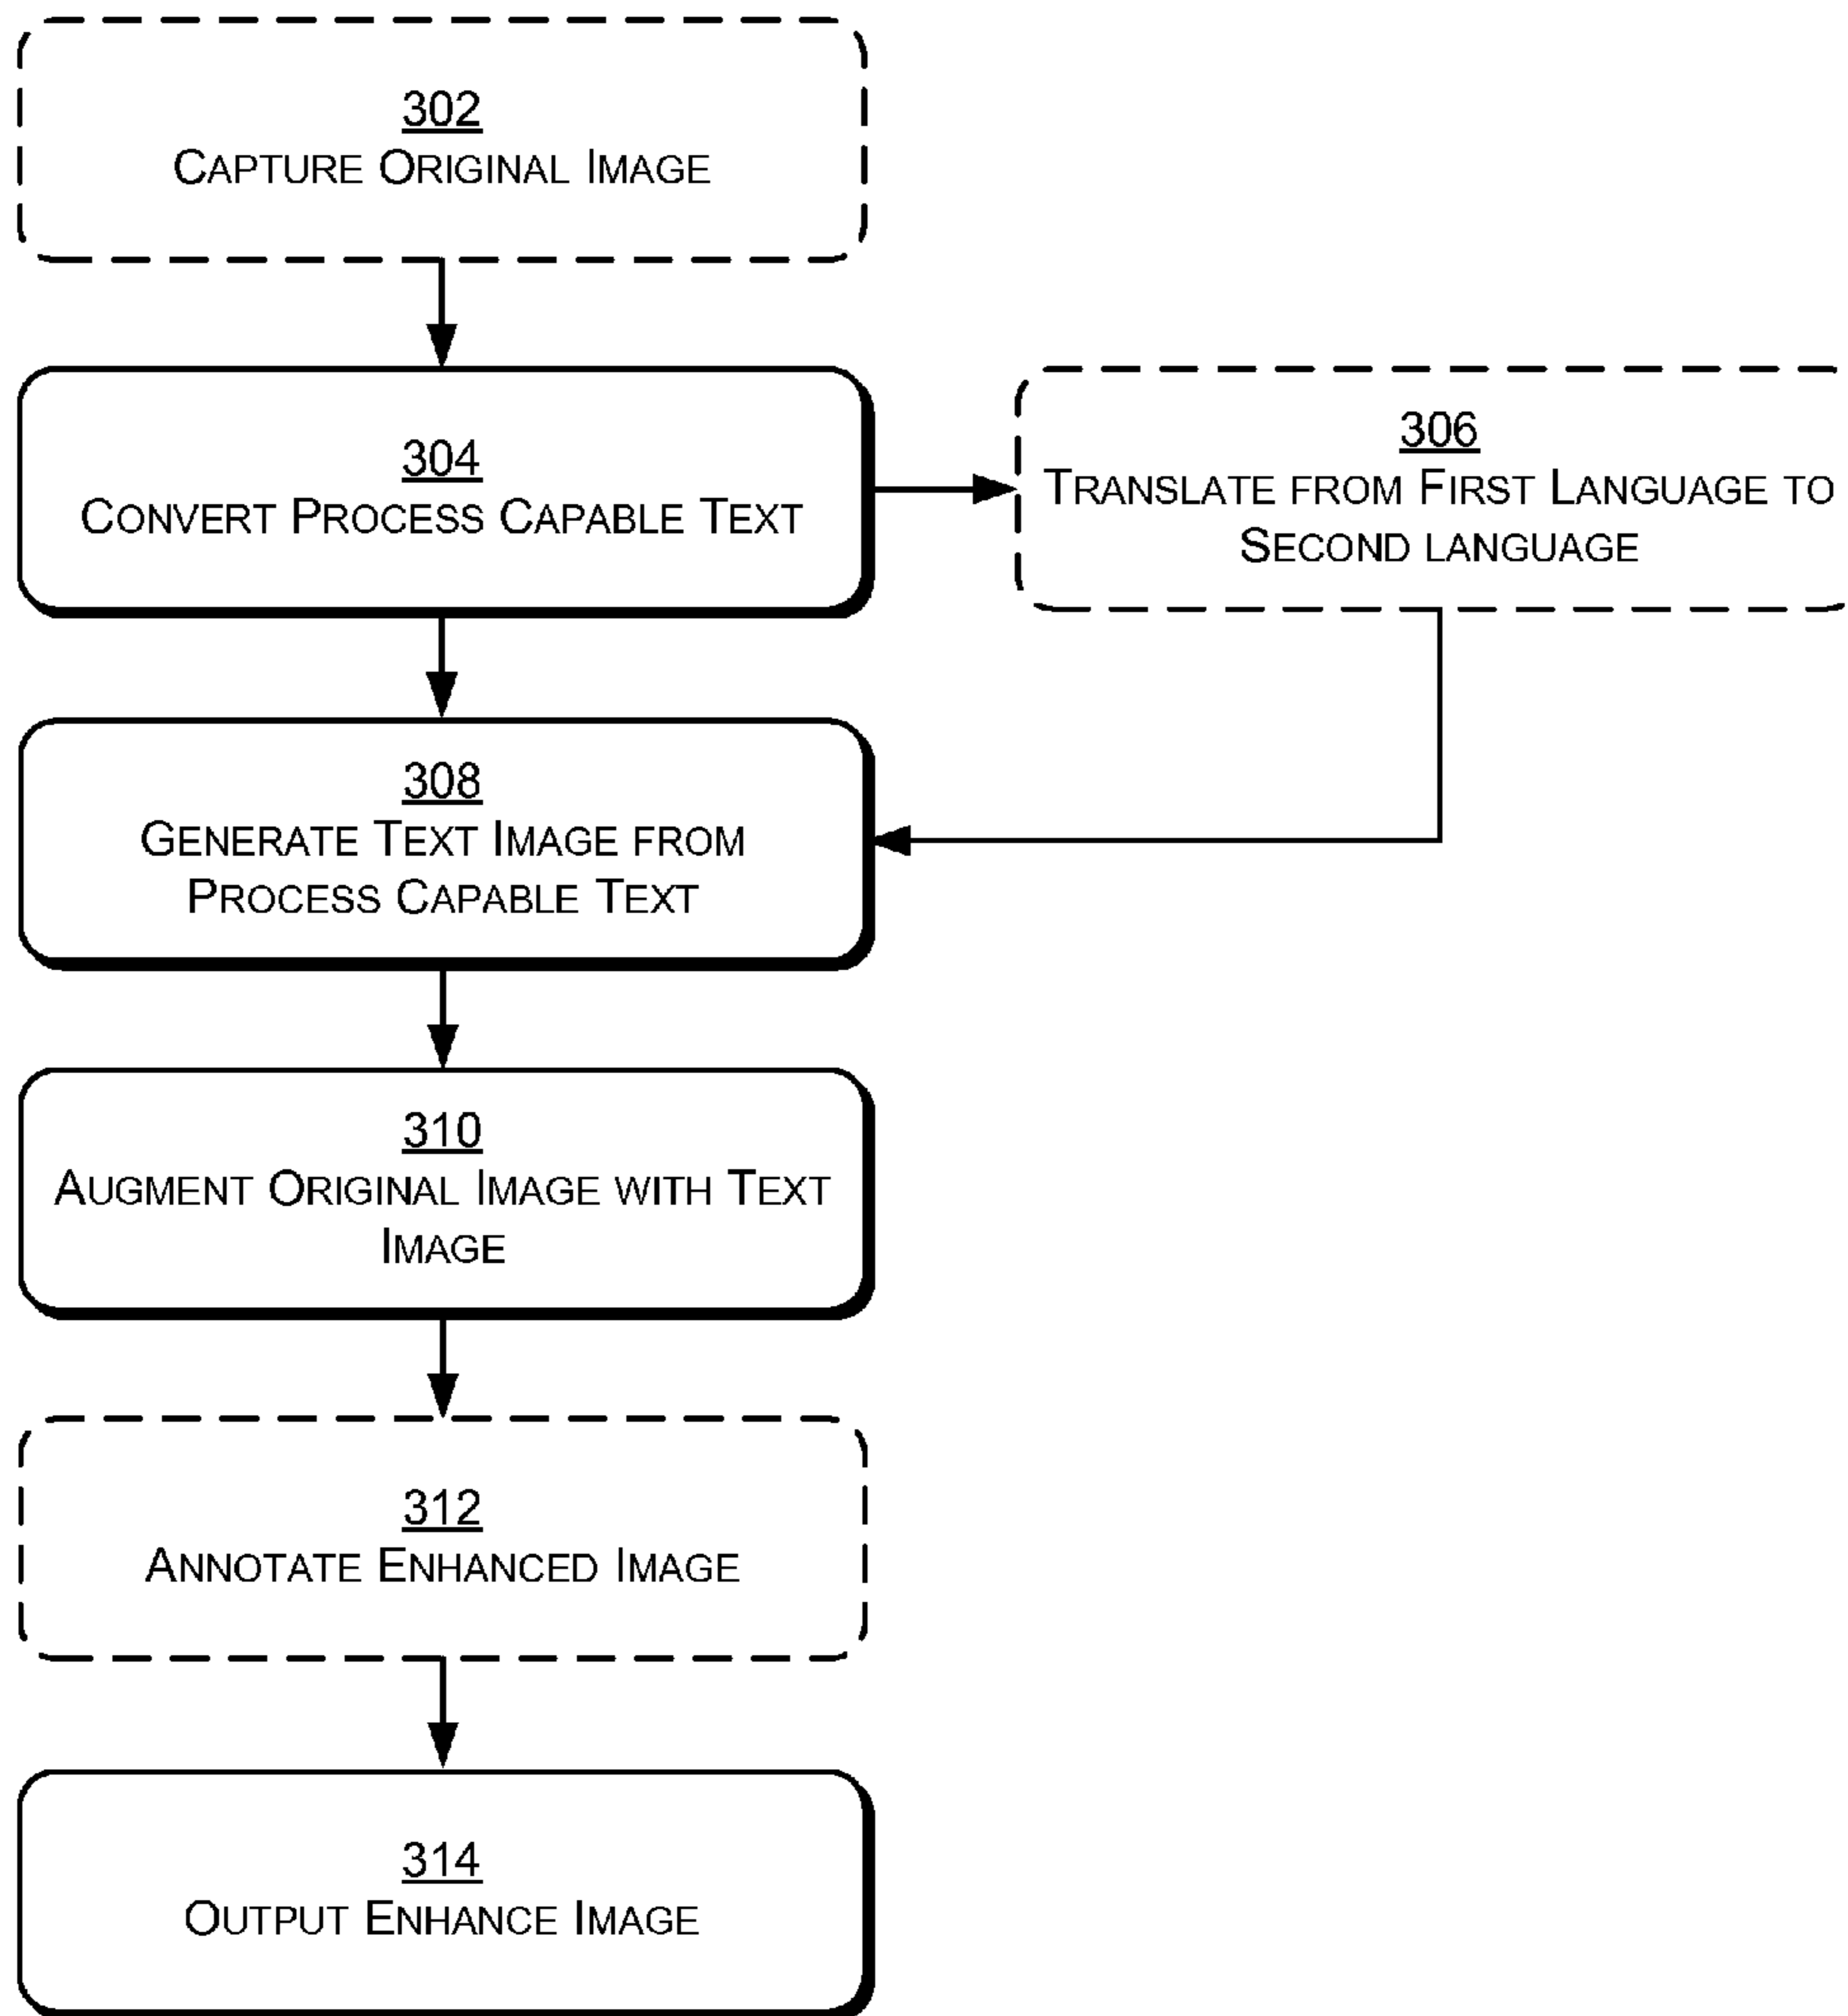 302
CAPTURE ORIGINAL IMAGE
304
CONVERT PROCESS CAPABLE TEXT
306
TRANSLATE FROM FIRST LANGUAGE TO
SECOND LANGUAGE
308
GENERATE TEXT IMAGE FROM
PROCESS CAPABLE TEXT
310
AUGMENT ORIGINAL IMAGE WITH TEXT
IMAGE
312
ANNOTATE ENHANCED IMAGE
314
OUTPUT ENHANCE IMAGE